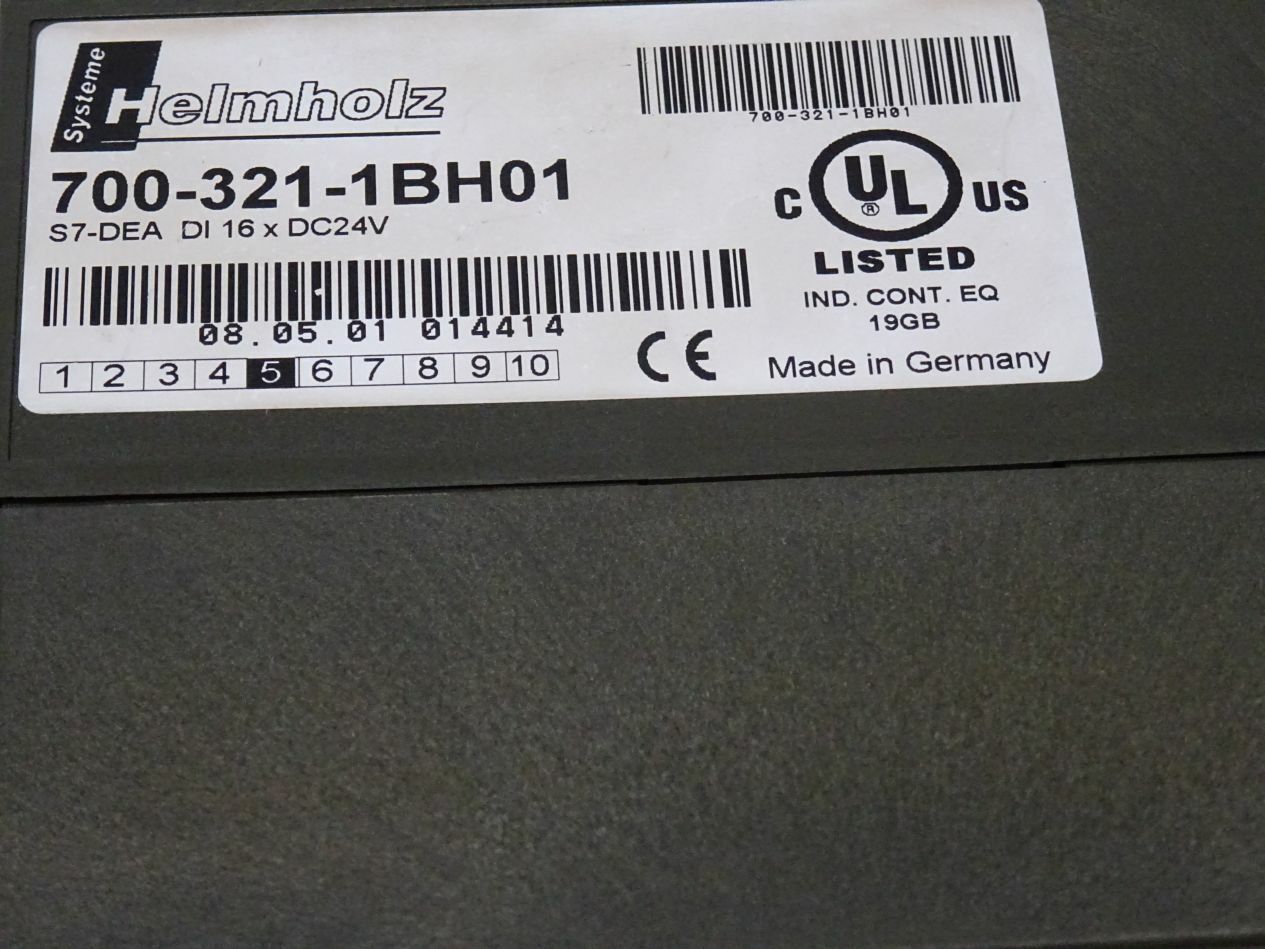 Systeme Helmholz
700-321-1BH01
S7-DEA DI 16 x DC24V
08.05.01 014414
1 2 3 4 5 6 7 8 9 10
700-321-1BH01
C UL ® US
LISTED
IND. CONT. EQ
19GB
CE
Made in Germany